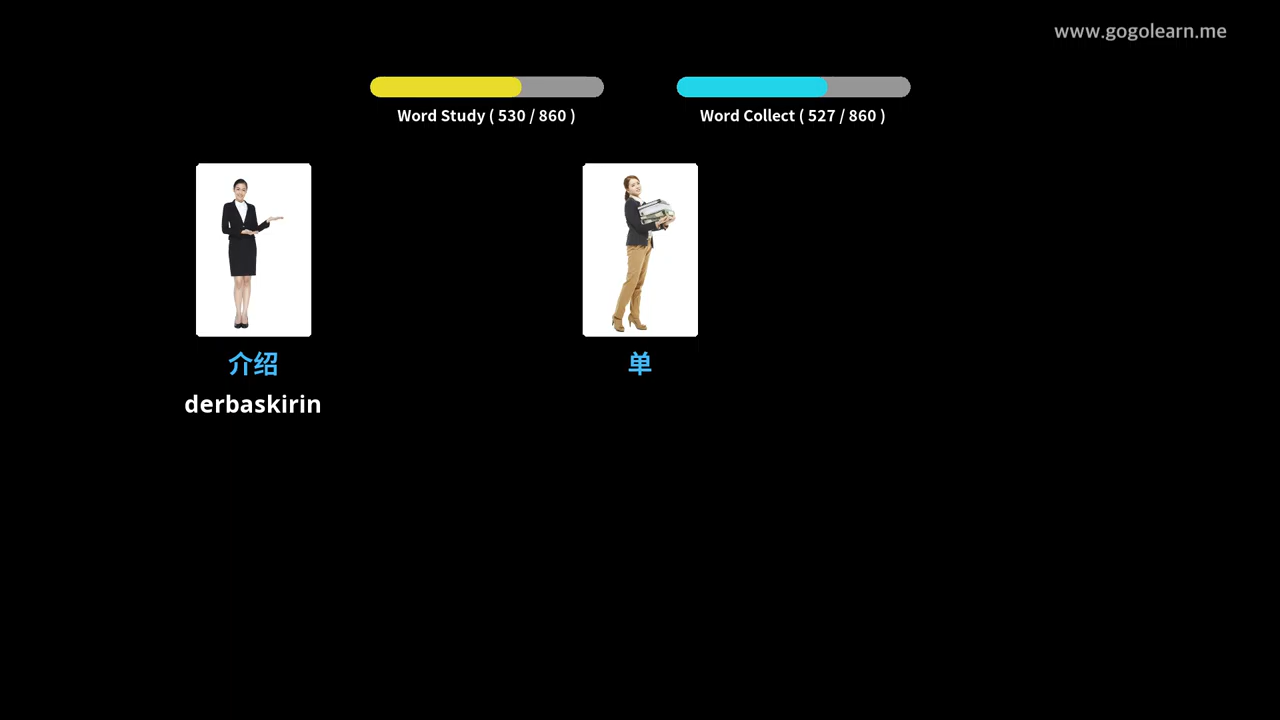 www.gogolearn.me
Word Study ( 530 / 860 )
Word Collect ( 527 / 860 )
介绍
单
derbaskirin